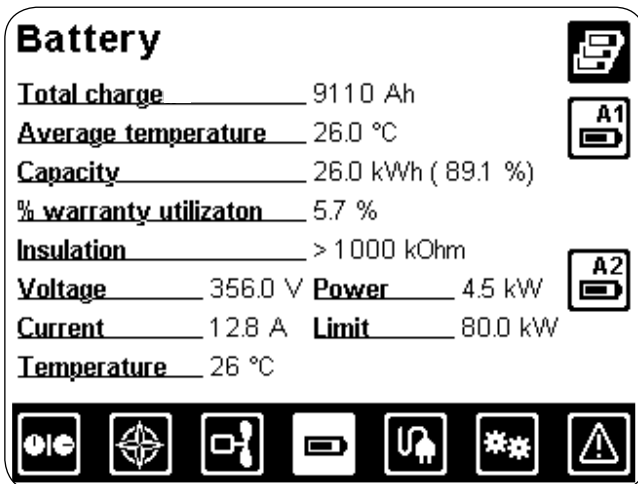 Battery
Total charge 9110 Ah
A1
Average temperature 26.0 °C
Capacity 26.0 kWh ( 89.1 %)
% warranty utilizaton 5.7 %
Insulation > 1000 kOhm
A2
Voltage 356.0 V Power 4.5 kW
Current 12.8 A Limit 80.0 kW
Temperature 26 °C